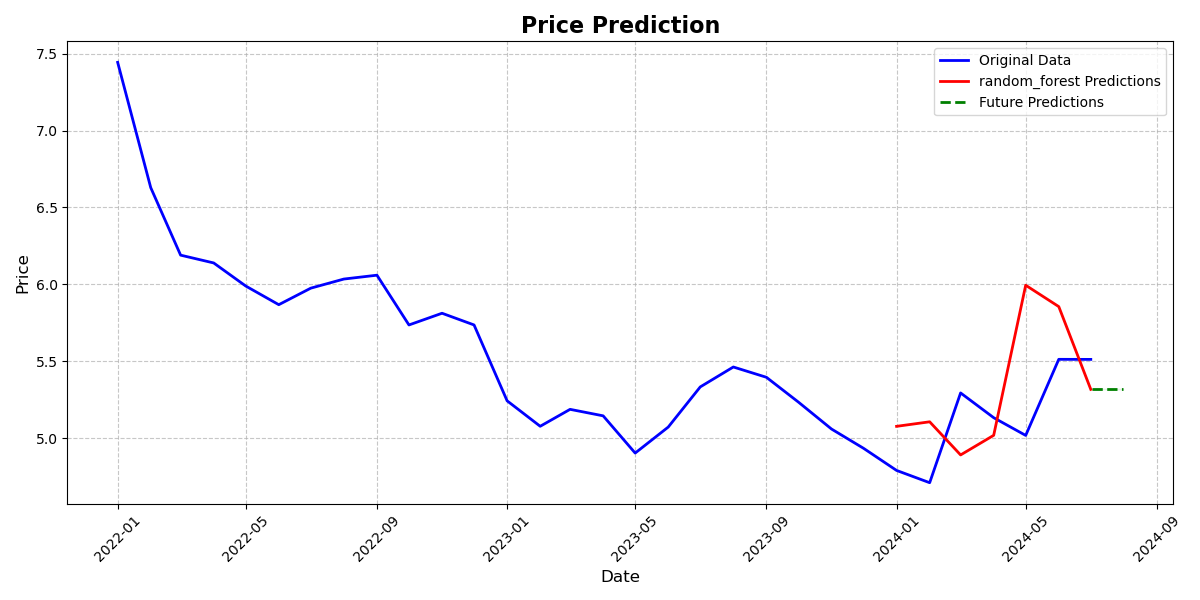 Price Prediction
Original Data
random_forest Predictions
Future Predictions
Price
7.5
7.0
6.5
6.0
5.5
5.0
2022-01
2022-05
2022-09
2023-01
2023-05
2023-09
2024-01
2024-05
2024-09
Date